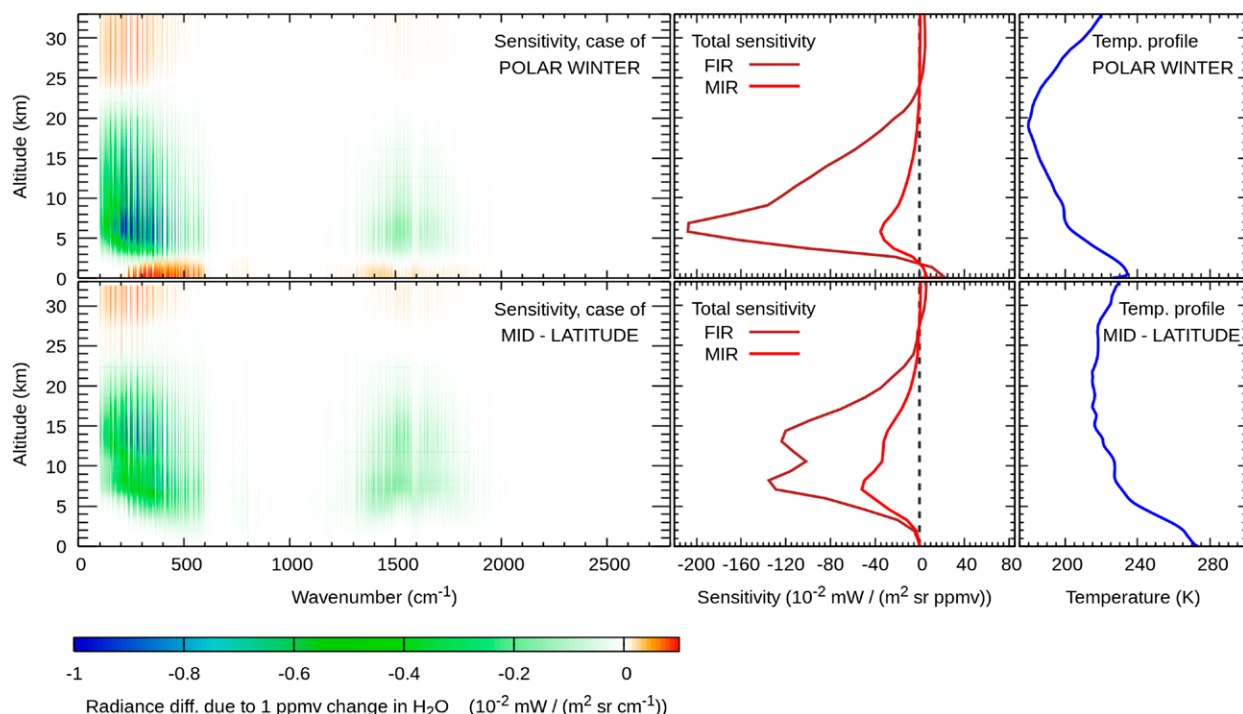 Sensitivity, case of
POLAR WINTER
Total sensitivity
FIR
MIR
Temp. profile
POLAR WINTER
Altitude (km)
30
25
20
15
10
5
0
Sensitivity, case of
MID - LATITUDE
Total sensitivity
FIR
MIR
Temp. profile
MID - LATITUDE
Altitude (km)
30
25
20
15
10
5
0
0 500 1000 1500 2000 2500
-200 -160 -120 -80 -40 0 40 80
200 240 280
Wavenumber (cm⁻¹)
Sensitivity (10⁻² mW / (m² sr ppmv))
Temperature (K)
-1 -0.8 -0.6 -0.4 -0.2 0
Radiance diff. due to 1 ppmv change in H₂O (10⁻² mW / (m² sr cm⁻¹))